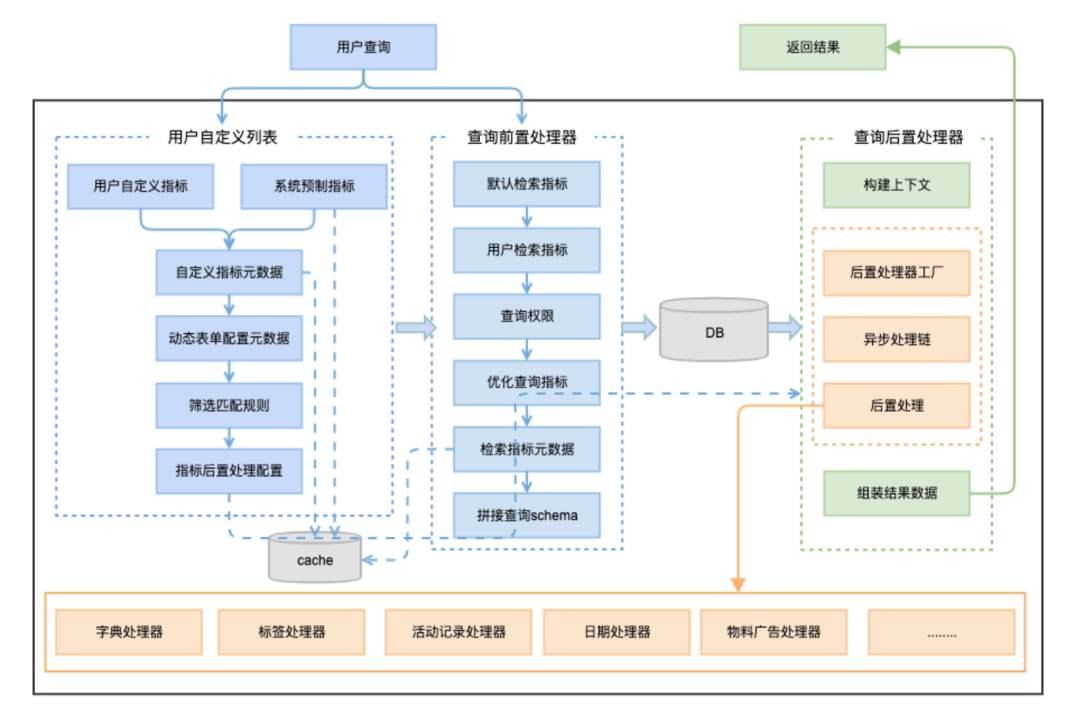 用户查询
返回结果
用户自定义列表
用户自定义指标
系统预制指标
自定义指标元数据
动态表单配置元数据
筛选匹配规则
指标后置处理配置
cache
查询前置处理器
默认检索指标
用户检索指标
查询权限
优化查询指标
检索指标元数据
拼接查询schema
DB
查询后置处理器
构建上下文
后置处理器工厂
异步处理链
后置处理
组装结果数据
字典处理器
标签处理器
活动记录处理器
日期处理器
物料广告处理器
........